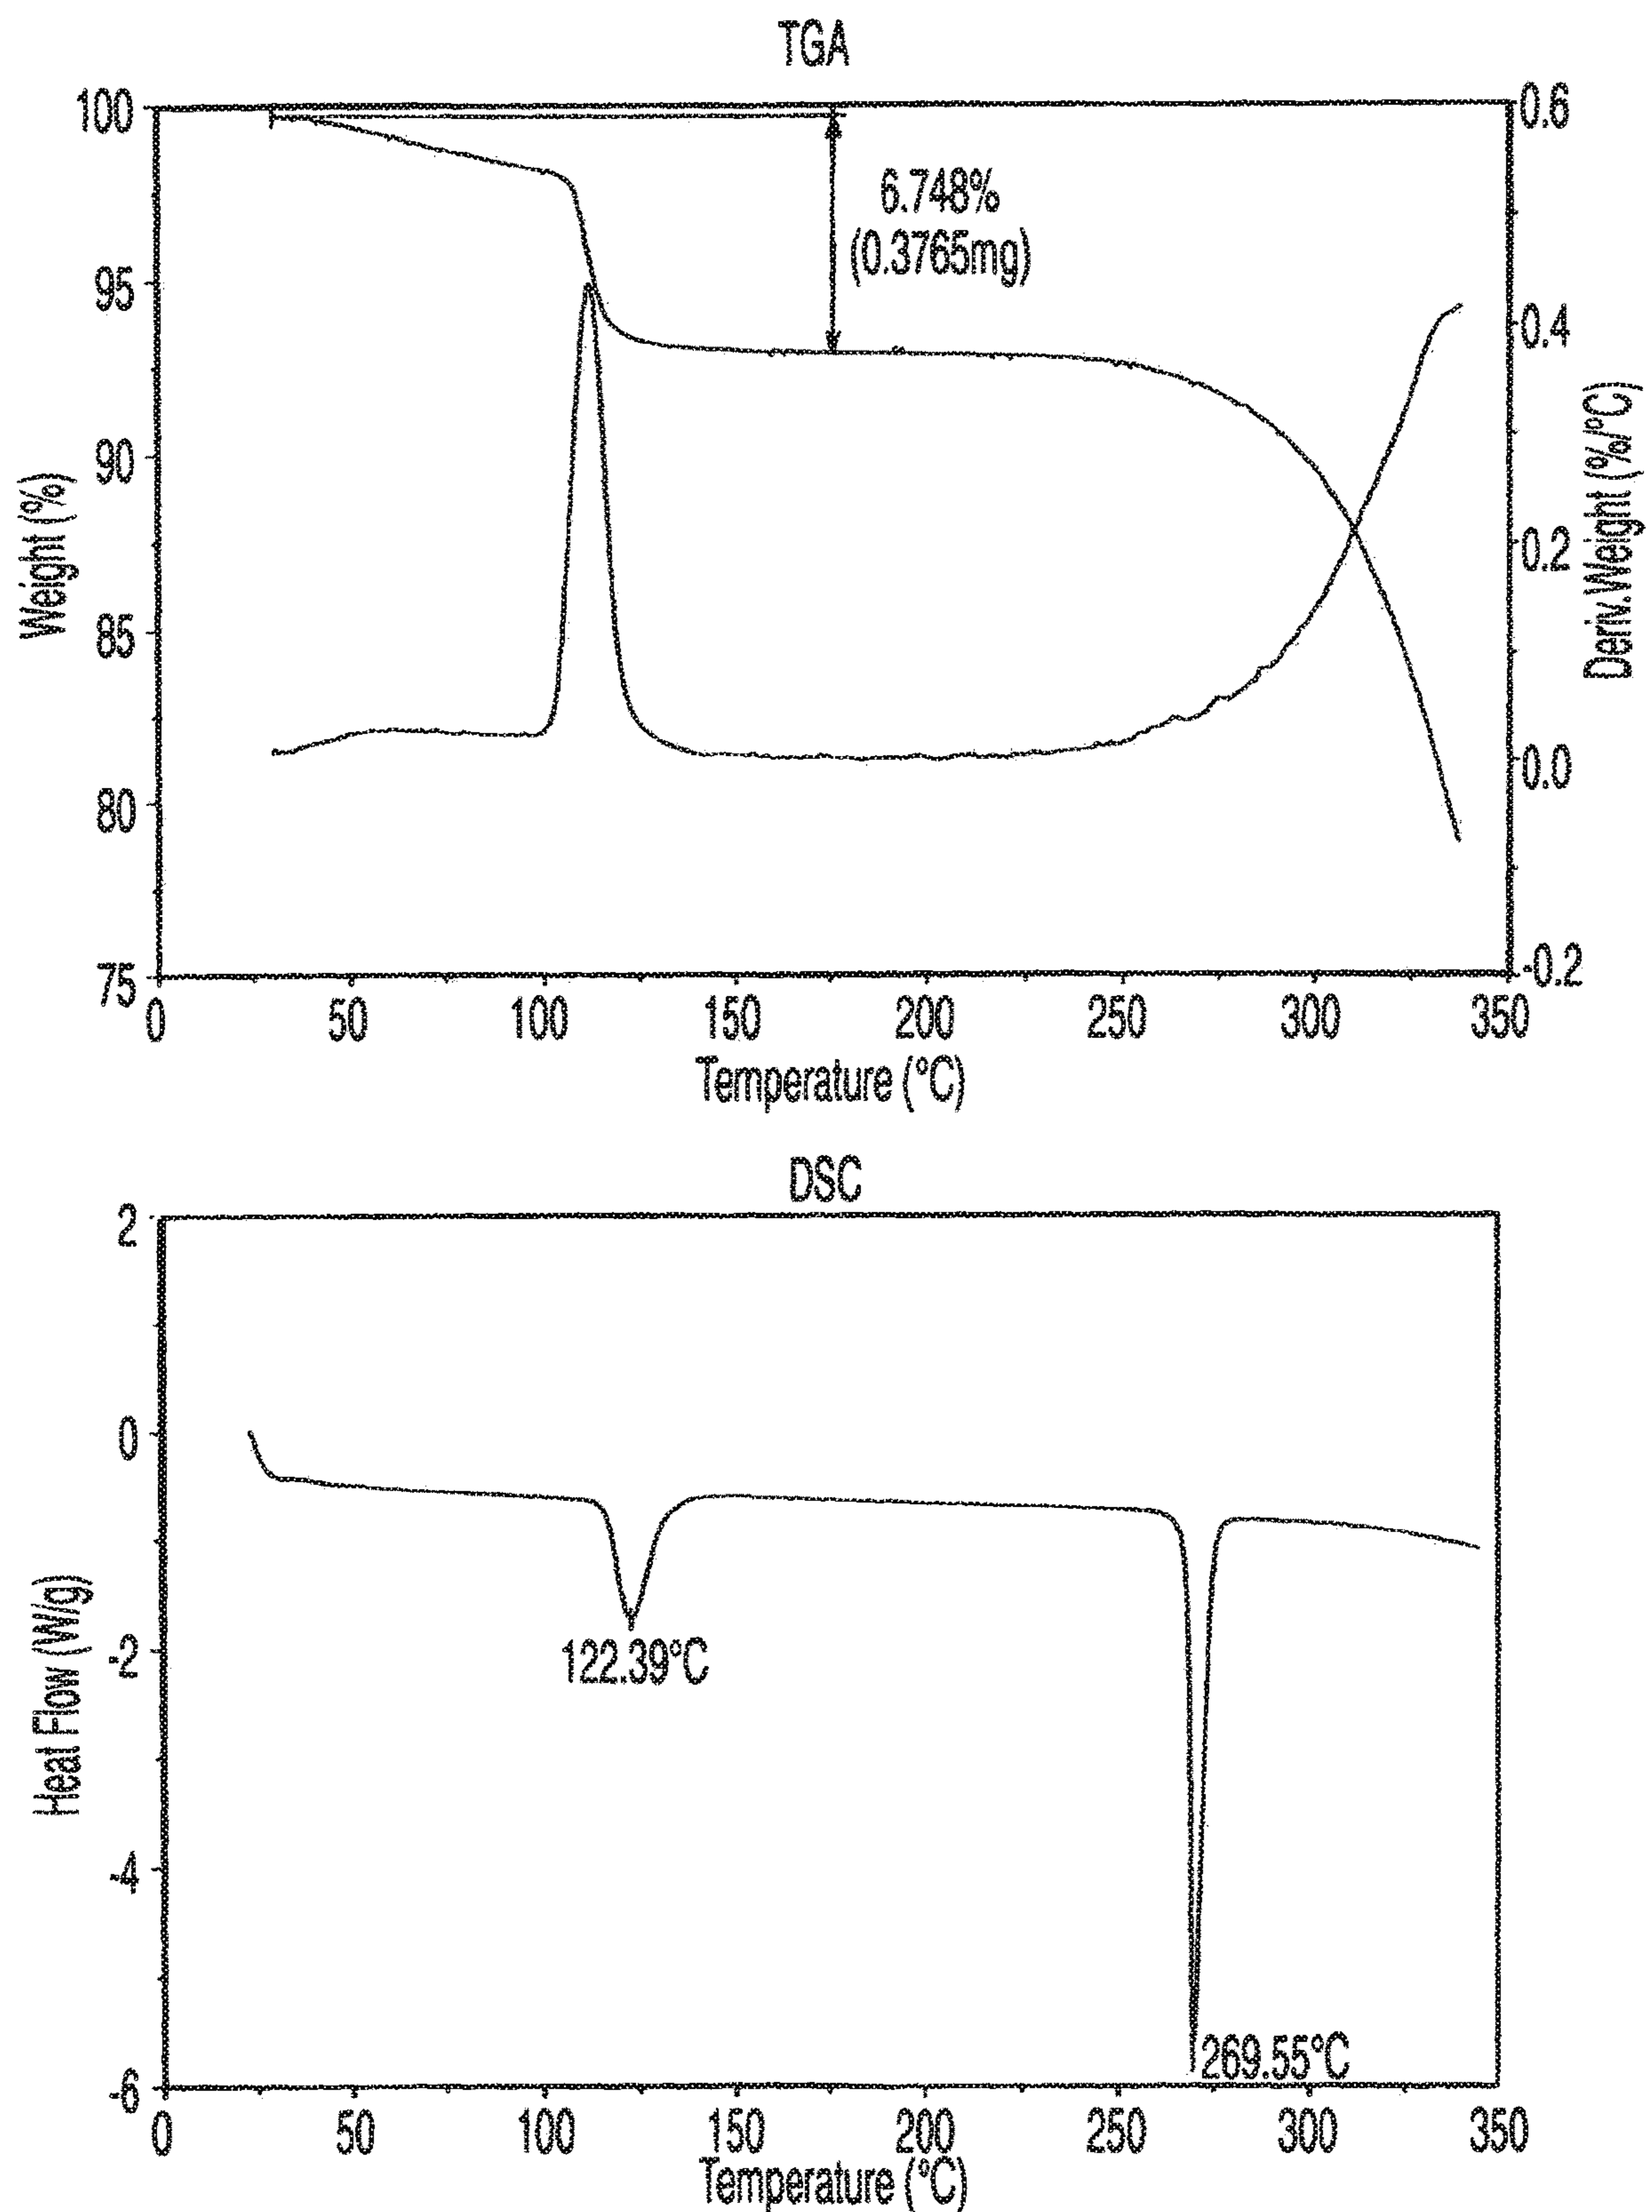 TGA
100
95
90
85
80
75
Weight (%)
6.748%
(0.3765mg)
0.6
0.4
0.2
0.0
-0.2
Deriv.Weight (%/°C)
0 50 100 150 200 250 300 350
Temperature (°C)
DSC
2
0
-2
-4
-6
Heat Flow (W/g)
122.39°C
269.55°C
0 50 100 150 200 250 300 350
Temperature (°C)